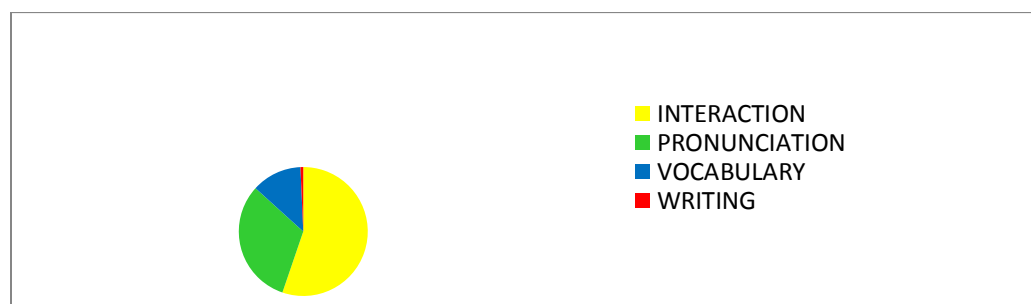 INTERACTION
PRONUNCIATION
VOCABULARY
WRITING